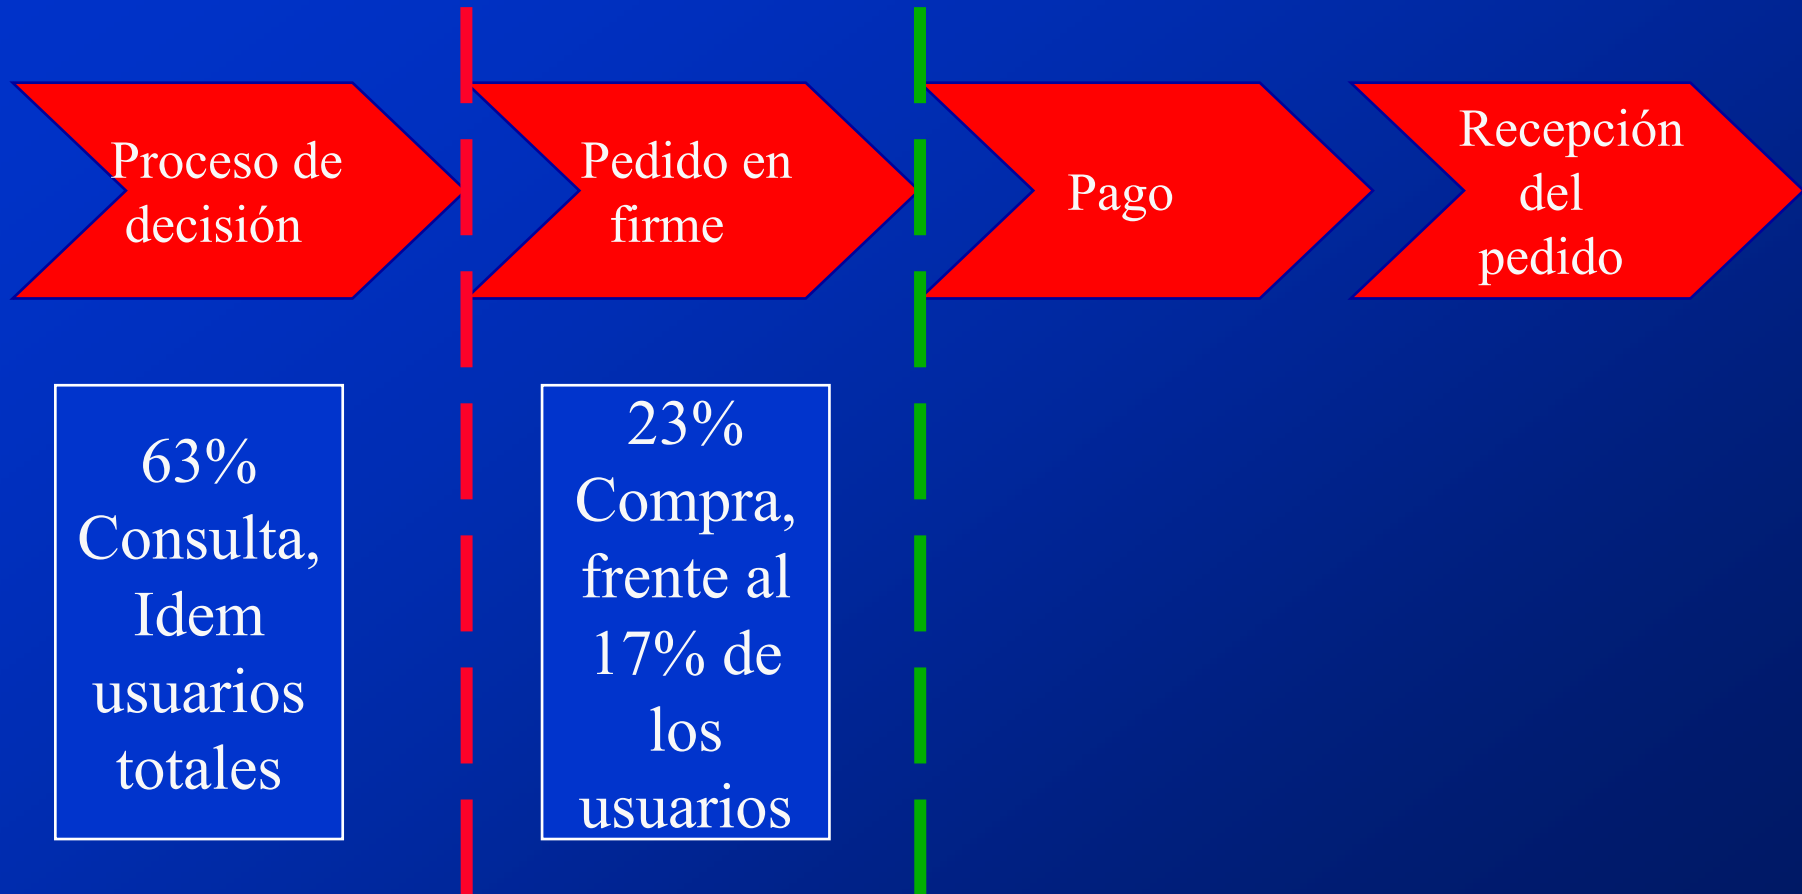 Proceso de
decisión
Pedido en
firme
Pago
Recepción
del
pedido
63%
Consulta,
Idem
usuarios
totales
23%
Compra,
frente al
17% de
los
usuarios